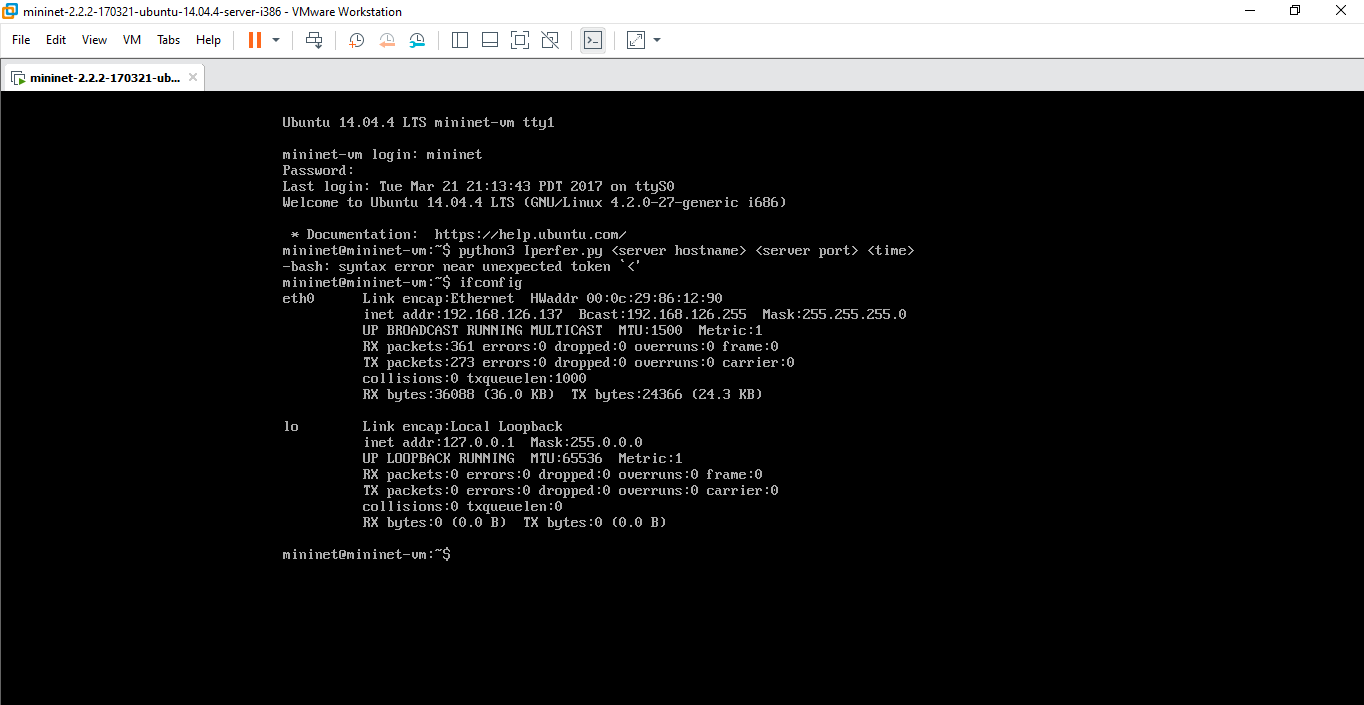 mininet-2.2.2-170321-ubuntu-14.04.4-server-i386 - VMware Workstation
File Edit View VM Tabs Help
mininet-2.2.2-170321-ub...
Ubuntu 14.04.4 LTS mininet-vm tty1
mininet-vm login: mininet
Password:
Last login: Tue Mar 21 21:13:43 PDT 2017 on ttyS0
Welcome to Ubuntu 14.04.4 LTS (GNU/Linux 4.2.0-27-generic i686)
* Documentation:  https://help.ubuntu.com/
mininet@mininet-vm:~$ python3 Iperfer.py <server hostname> <server port> <time>
-bash: syntax error near unexpected token `<'
mininet@mininet-vm:~$ ifconfig
eth0      Link encap:Ethernet  HWaddr 00:0c:29:86:12:90
inet addr:192.168.126.137  Bcast:192.168.126.255  Mask:255.255.255.0
UP BROADCAST RUNNING MULTICAST  MTU:1500  Metric:1
RX packets:361 errors:0 dropped:0 overruns:0 frame:0
TX packets:273 errors:0 dropped:0 overruns:0 carrier:0
collisions:0 txqueuelen:1000
RX bytes:36088 (36.0 KB)  TX bytes:24366 (24.3 KB)
lo        Link encap:Local Loopback
inet addr:127.0.0.1  Mask:255.0.0.0
UP LOOPBACK RUNNING  MTU:65536  Metric:1
RX packets:0 errors:0 dropped:0 overruns:0 frame:0
TX packets:0 errors:0 dropped:0 overruns:0 carrier:0
collisions:0 txqueuelen:0
RX bytes:0 (0.0 B)  TX bytes:0 (0.0 B)
mininet@mininet-vm:~$